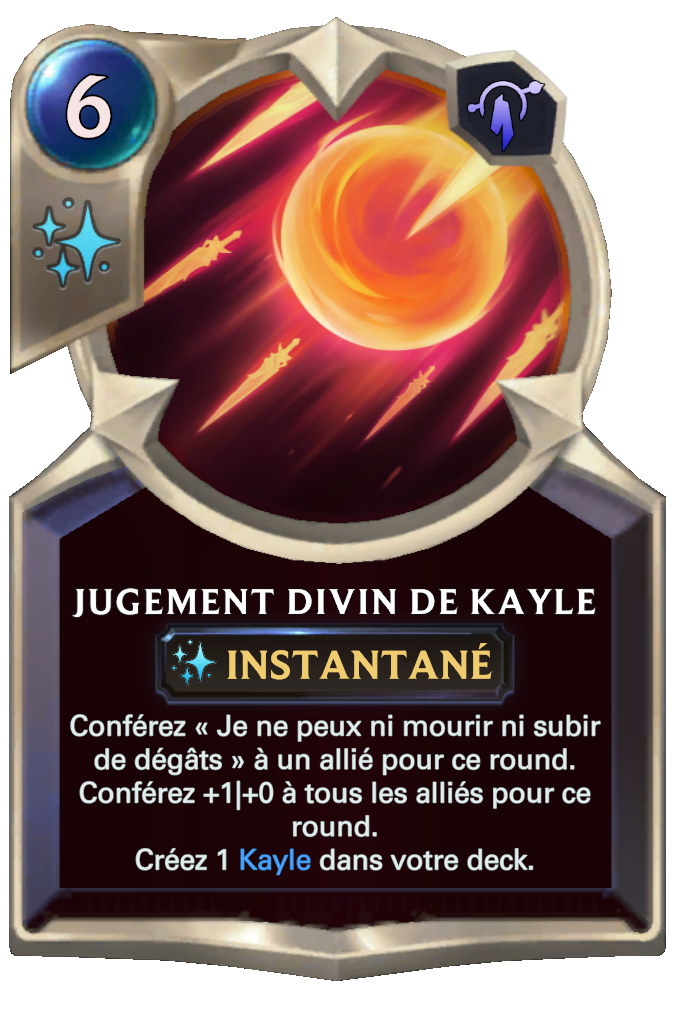 6
JUGEMENT DIVIN DE KAYLE
INSTANTANÉ
Conférez « Je ne peux ni mourir ni subir
de dégâts » à un allié pour ce round.
Conférez +1|+0 à tous les alliés pour ce
round.
Créez 1 Kayle dans votre deck.